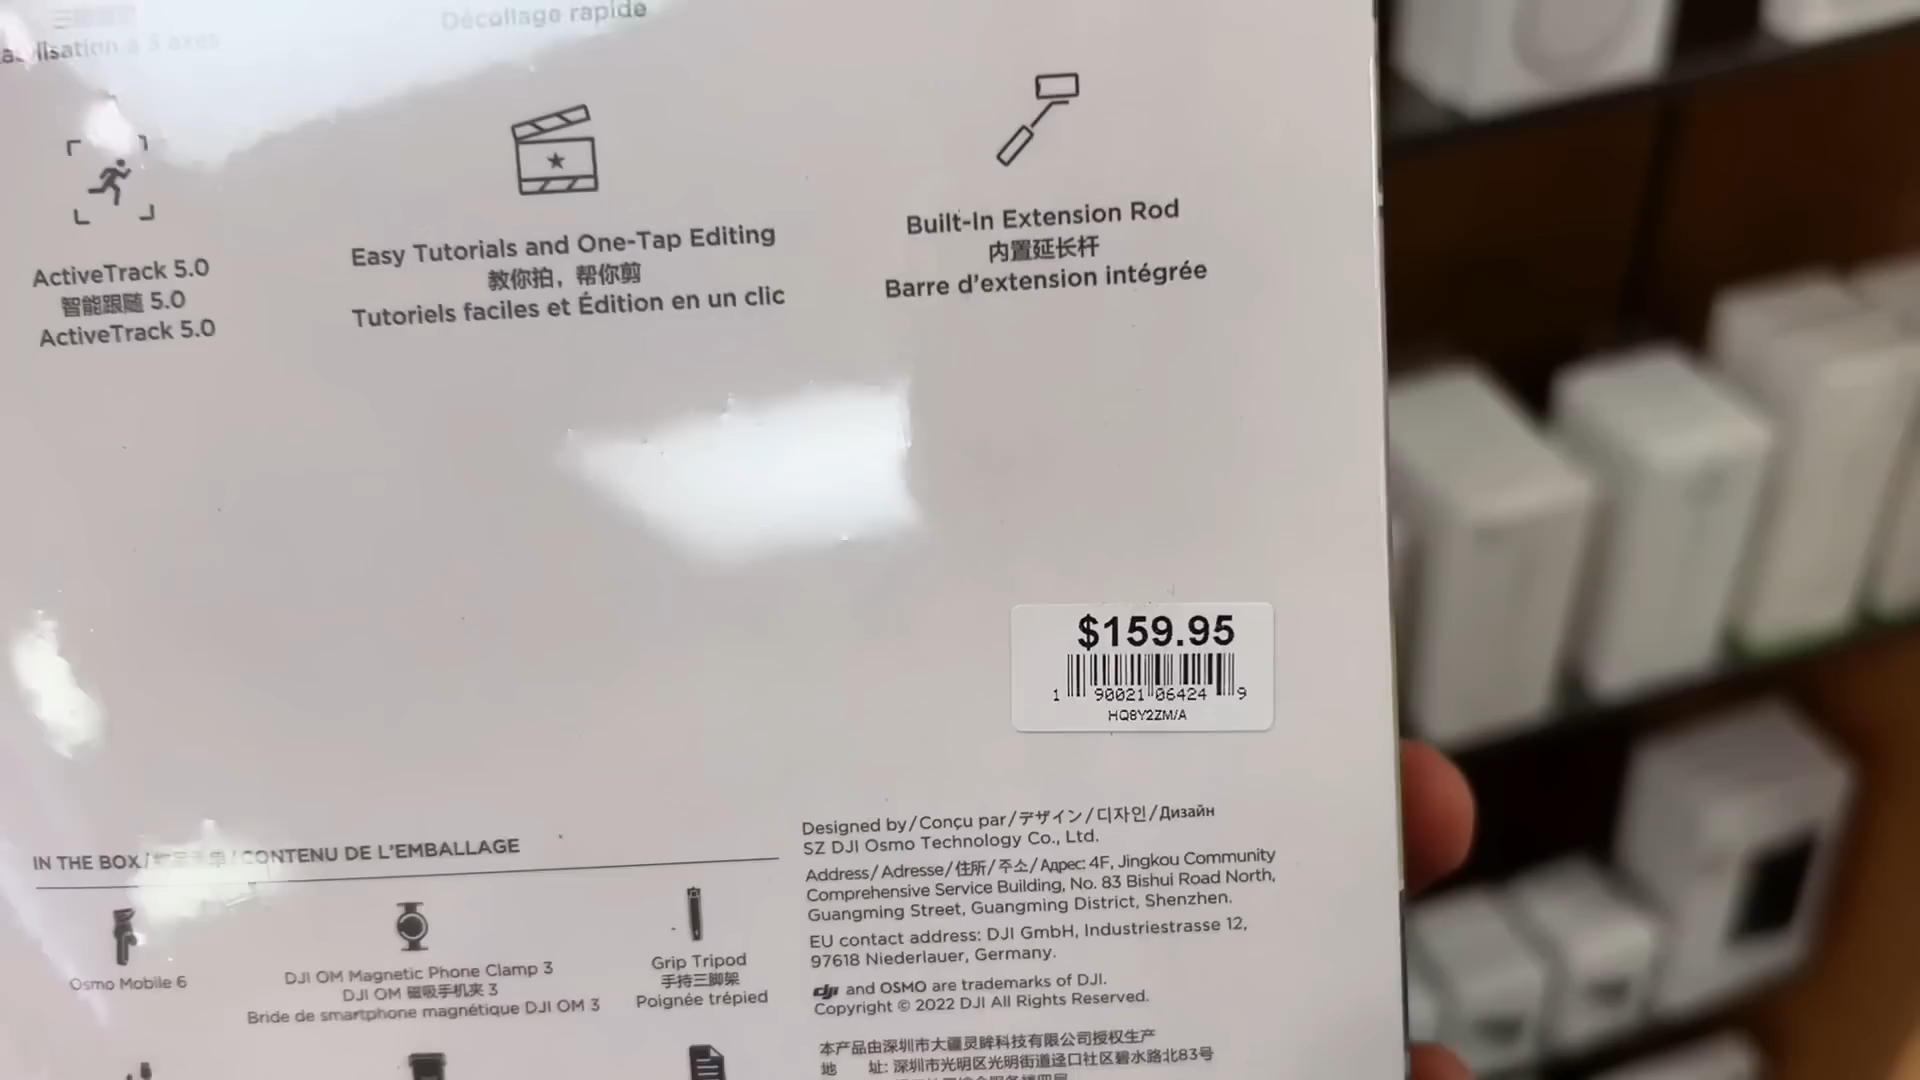 Décollage rapide
ActiveTrack 5.0
智能跟随 5.0
ActiveTrack 5.0
Easy Tutorials and One-Tap Editing
教你拍，帮你剪
Tutoriels faciles et Édition en un clic
Built-In Extension Rod
内置延长杆
Barre d'extension intégrée
$159.95
1 90021 06424 9
HQ8Y2ZM/A
IN THE BOX/ /CONTENU DE L'EMBALLAGE
Osmo Mobile 6
DJI OM Magnetic Phone Clamp 3
DJI OM 磁吸手机夹 3
Bride de smartphone magnétique DJI OM 3
Grip Tripod
手持三脚架
Poignée trépied
Designed by/Conçu par/デザイン/디자인/Дизайн
SZ DJI Osmo Technology Co., Ltd.
Address/Adresse/住所/주소/Адрес: 4F, Jingkou Community
Comprehensive Service Building, No. 83 Bishui Road North,
Guangming Street, Guangming District, Shenzhen.
EU contact address: DJI GmbH, Industriestrasse 12,
97618 Niederlauer, Germany.
dji and OSMO are trademarks of DJI.
Copyright © 2022 DJI All Rights Reserved.
本产品由深圳市大疆灵眸科技有限公司授权生产
地 址: 深圳市光明区光明街道迳口社区碧水路北83号